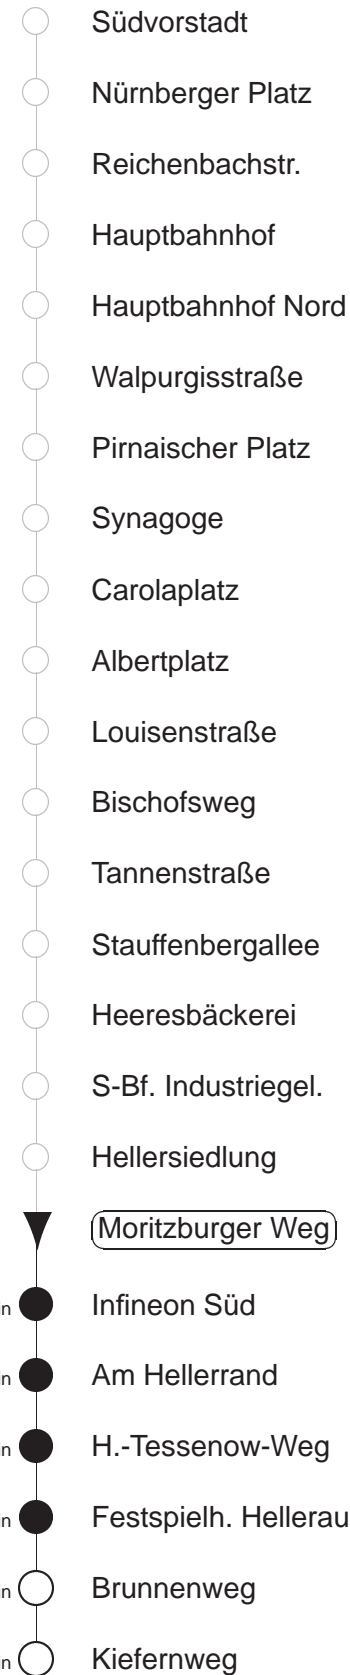 Südvorstadt
Nürnberger Platz
Reichenbachstr.
Hauptbahnhof
Hauptbahnhof Nord
Walpurgisstraße
Pirnaischer Platz
Synagoge
Carolaplatz
Albertplatz
Louisenstraße
Bischofsweg
Tannenstraße
Stauffenbergallee
Heeresbäckerei
S-Bf. Industriegel.
Hellersiedlung
Moritzburger Weg
Infineon Süd
Am Hellerrand
H.-Tessenow-Weg
Festspielh. Hellerau
Brunnenweg
Kiefernweg